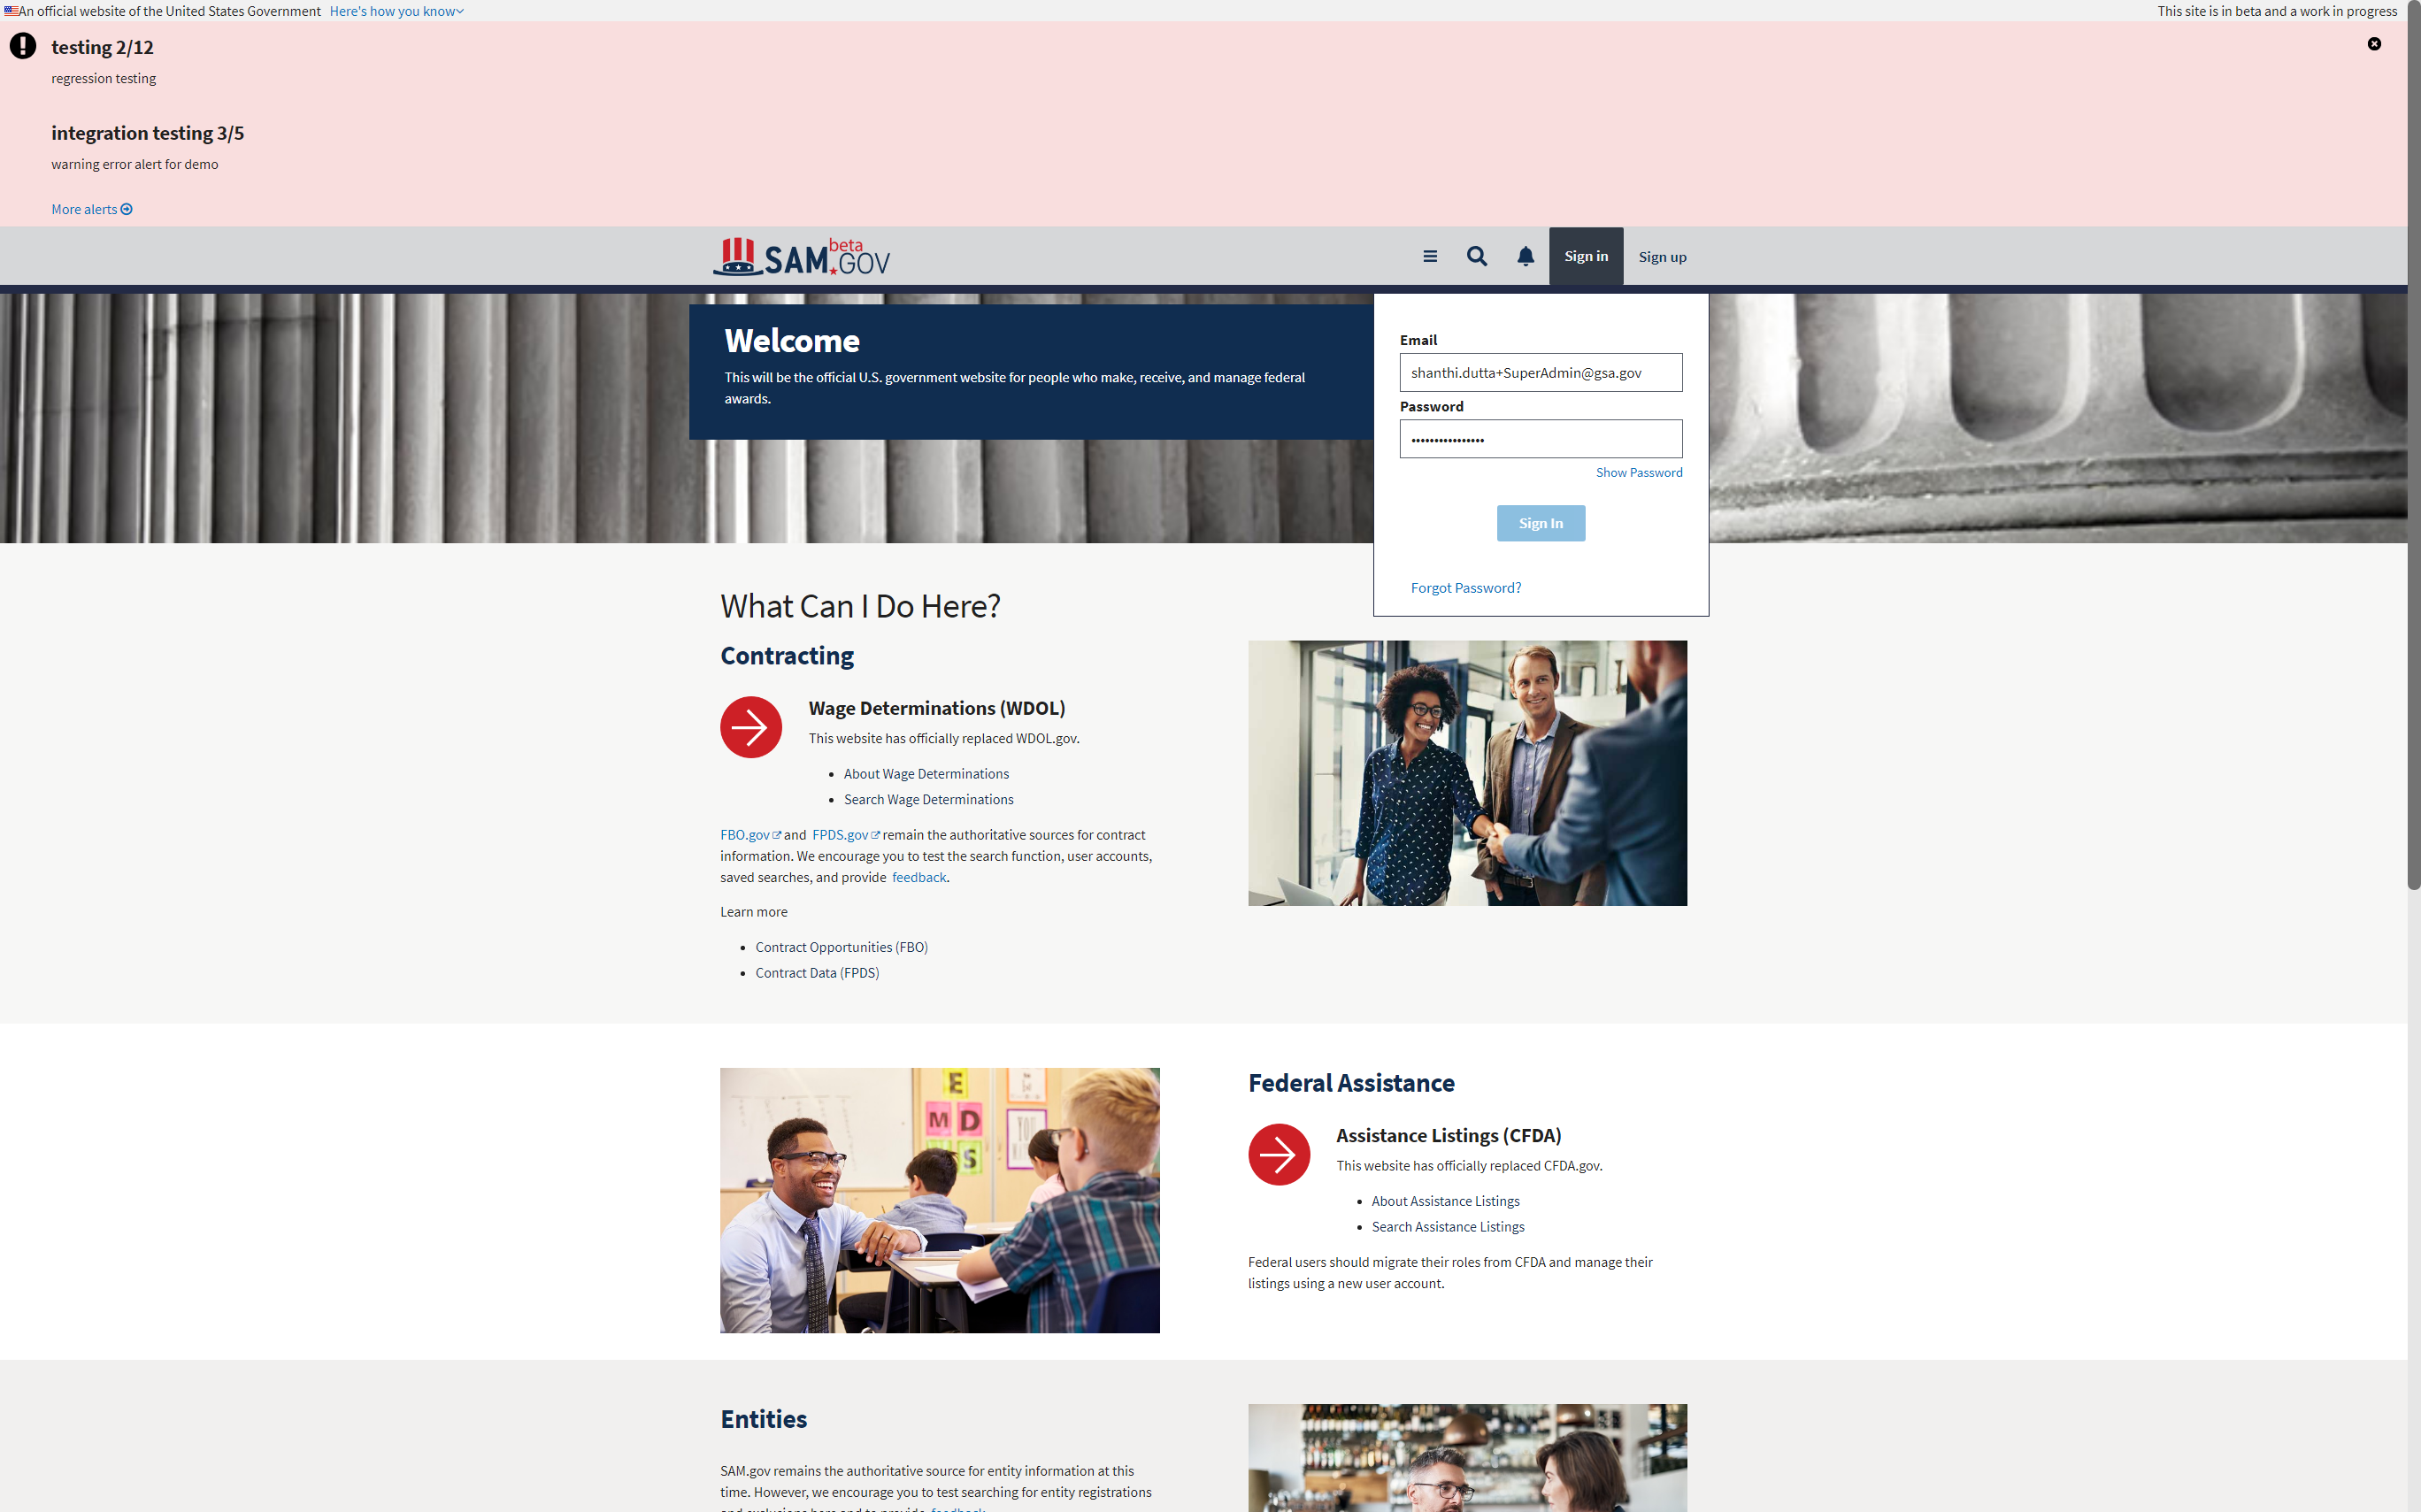 An official website of the United States Government Here's how you know
This site is in beta and a work in progress
testing 2/12
regression testing
integration testing 3/5
warning error alert for demo
More alerts
SAM.GOV beta
Sign in
Sign up
Welcome
This will be the official U.S. government website for people who make, receive, and manage federal
awards.
Email
shanthi.dutta+SuperAdmin@gsa.gov
Password
••••••••••••••••
Show Password
Sign In
Forgot Password?
What Can I Do Here?
Contracting
Wage Determinations (WDOL)
This website has officially replaced WDOL.gov.
• About Wage Determinations
• Search Wage Determinations
FBO.gov and FPDS.gov remain the authoritative sources for contract
information. We encourage you to test the search function, user accounts,
saved searches, and provide feedback.
Learn more
• Contract Opportunities (FBO)
• Contract Data (FPDS)
E
M D
S
YOU
Federal Assistance
Assistance Listings (CFDA)
This website has officially replaced CFDA.gov.
• About Assistance Listings
• Search Assistance Listings
Federal users should migrate their roles from CFDA and manage their
listings using a new user account.
Entities
SAM.gov remains the authoritative source for entity information at this
time. However, we encourage you to test searching for entity registrations